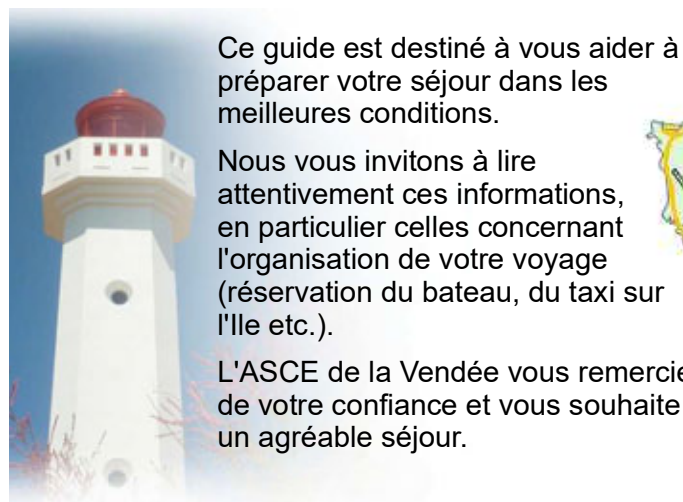 Ce guide est destiné à vous aider à
préparer votre séjour dans les
meilleures conditions.
Nous vous invitons à lire
attentivement ces informations,
en particulier celles concernant
l'organisation de votre voyage
(réservation du bateau, du taxi sur
l'Ile etc.).
L'ASCE de la Vendée vous remercie
de votre confiance et vous souhaite
un agréable séjour.